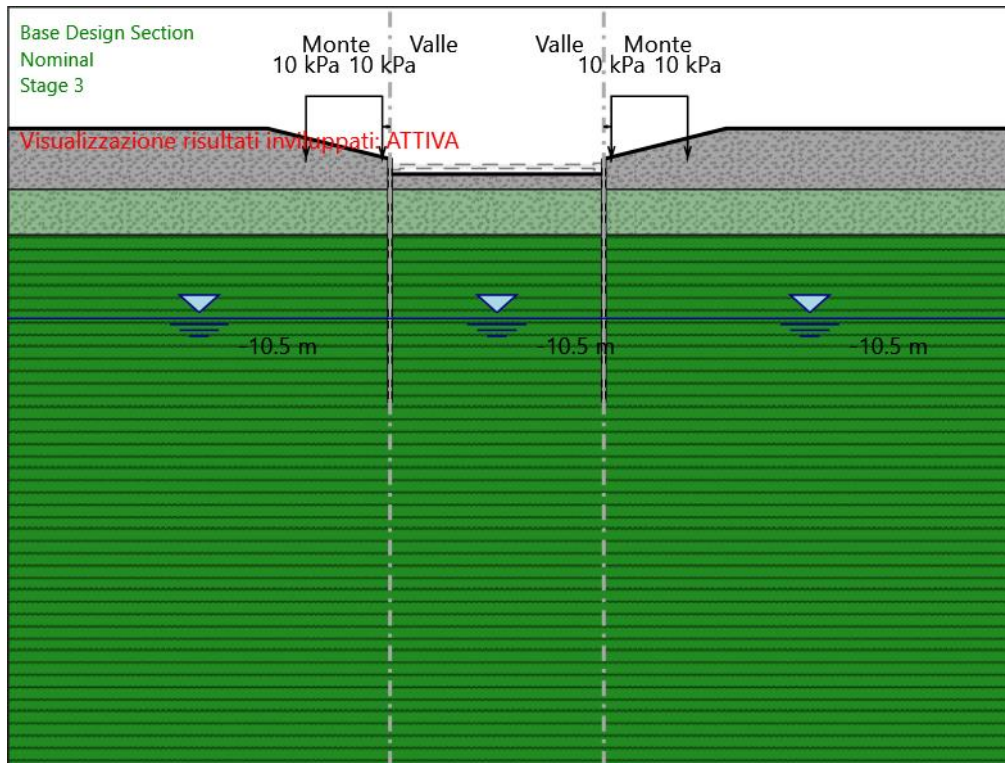 Base Design Section
Nominal
Stage 3
Monte Valle Valle Monte
10 kPa 10 kPa 10 kPa 10 kPa
Visualizzazione risultati inviluppati: ATTIVA
-10.5 m -10.5 m -10.5 m